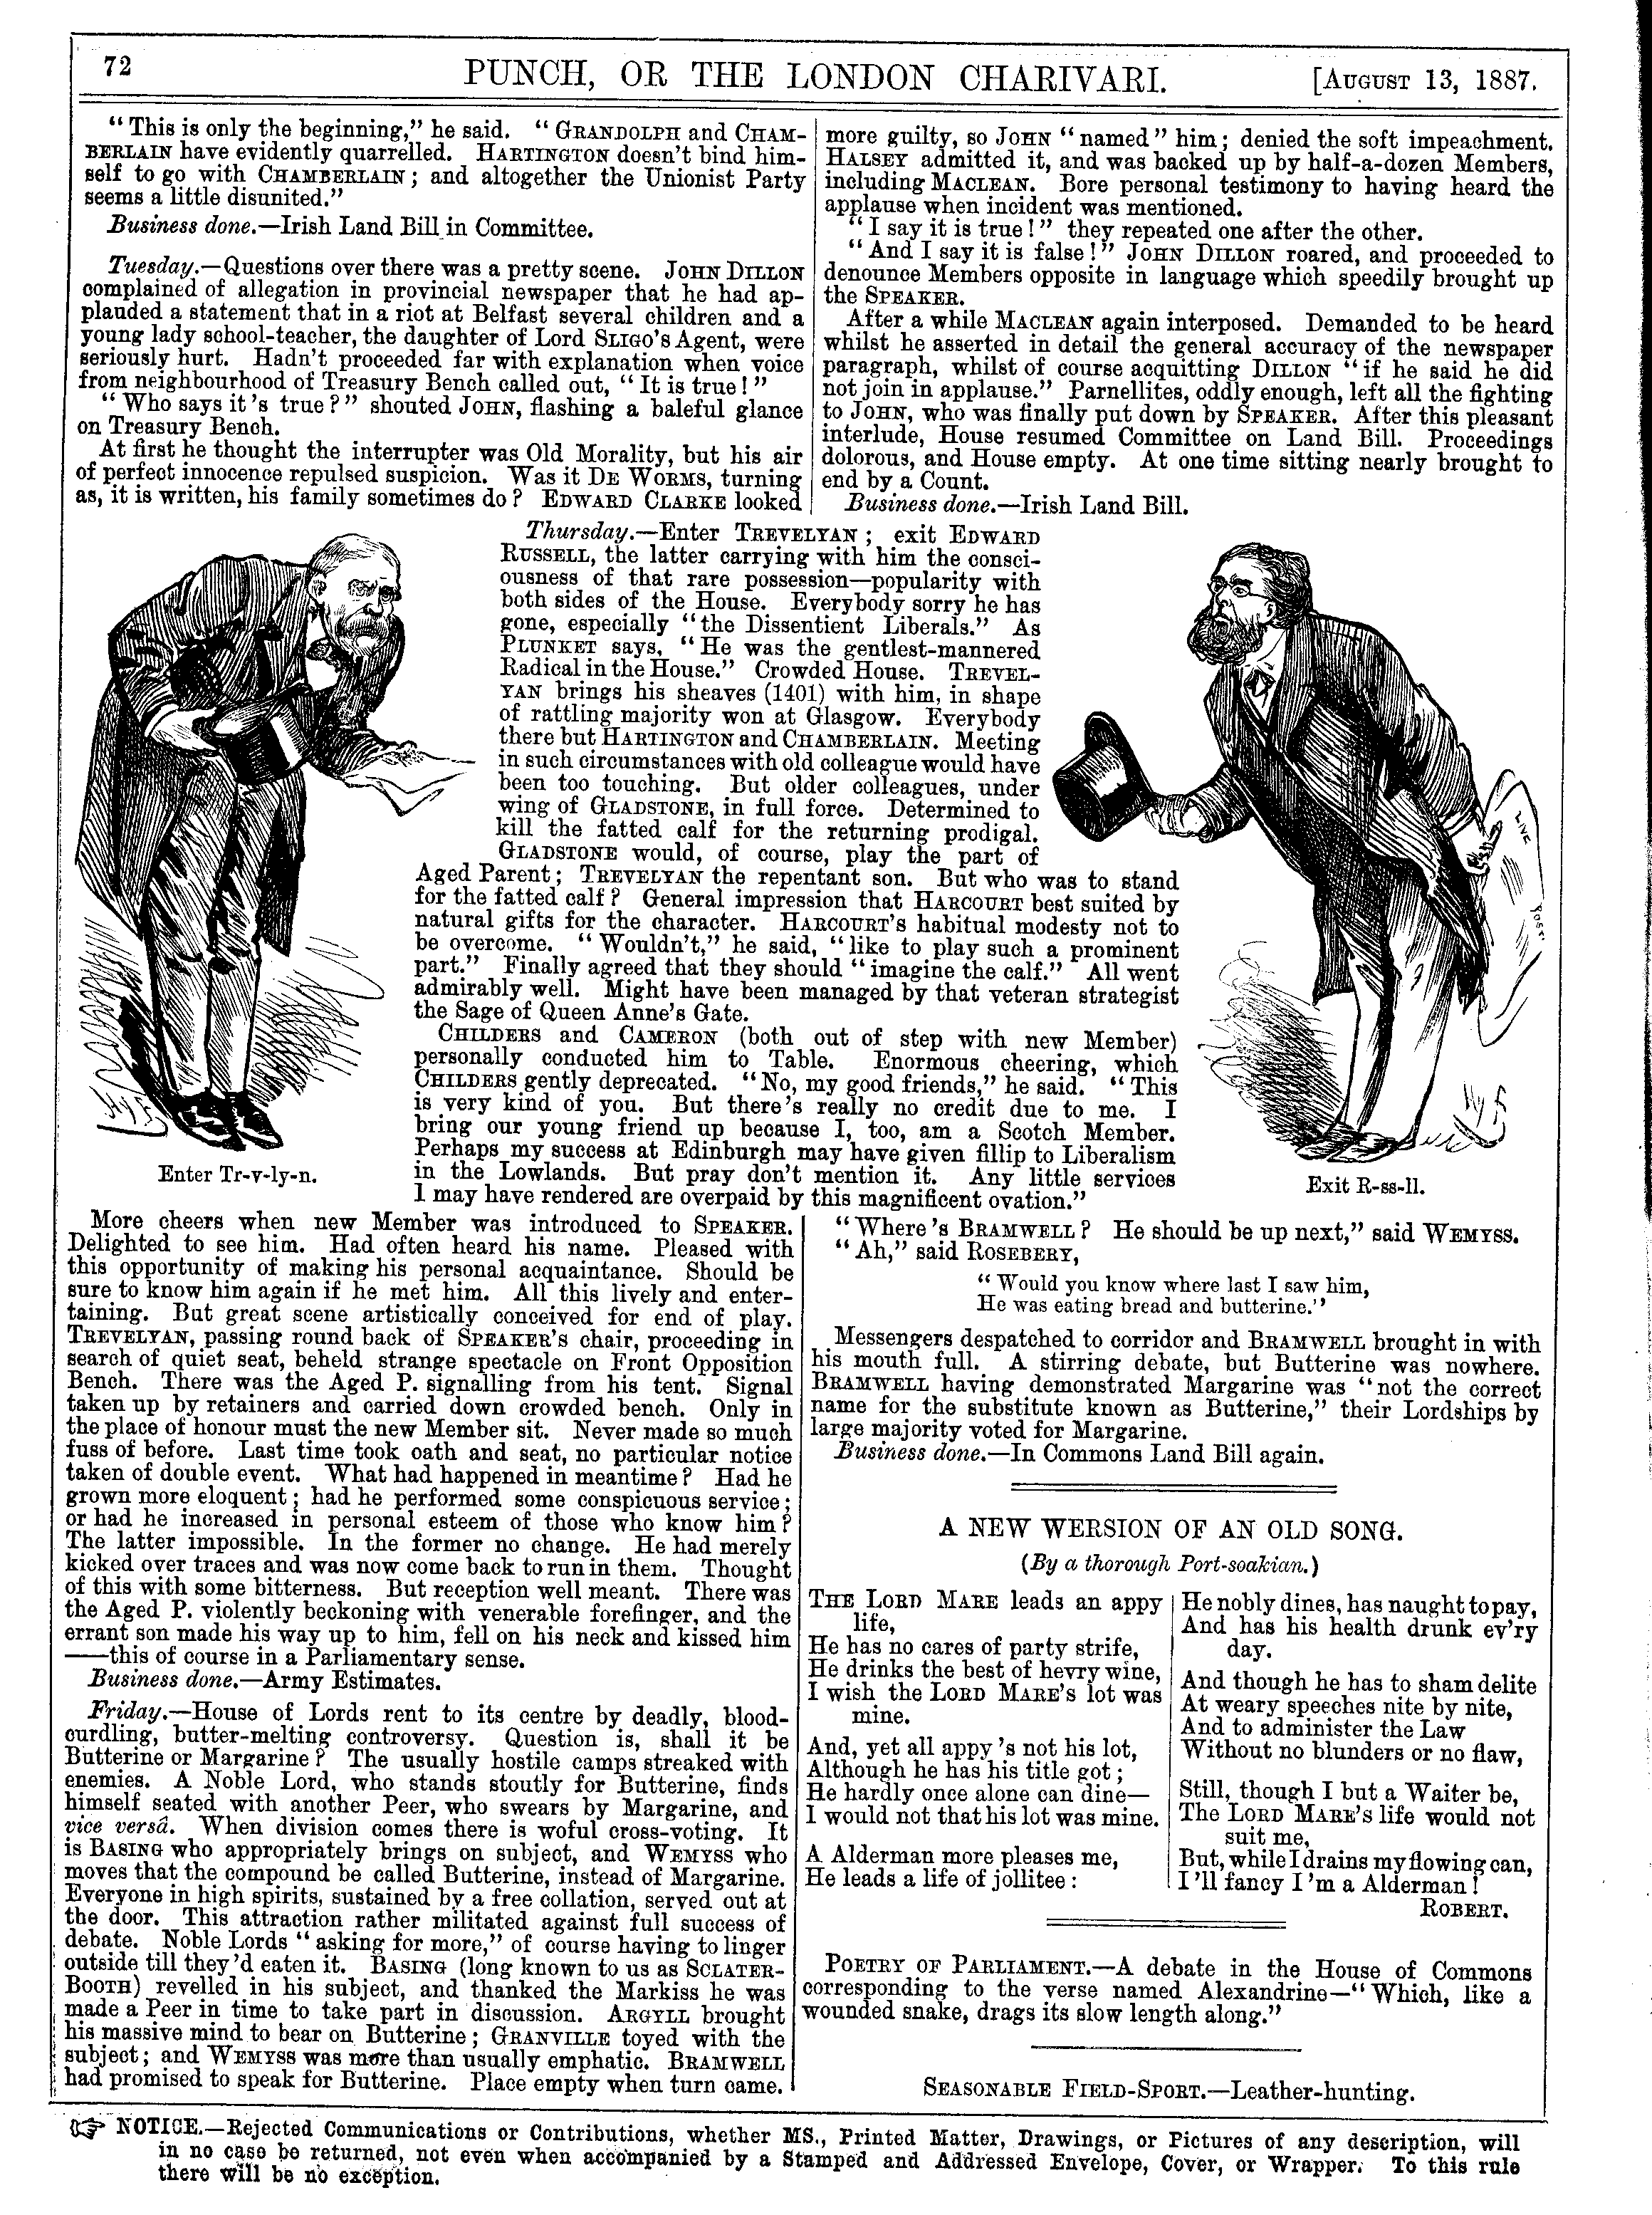 72
PUNCH, OR THE LONDON CHARIVARI.
[AUGUST 13, 1887.
“This is only the beginning,” he said. “GRANDOLPH and CHAM-
BERLAIN have evidently quarrelled. HARTINGTON doesn't bind him-
self to go with CHAMBERLAIN; and altogether the Unionist Party
seems a little disunited.”
Business done.—Irish Land Bill in Committee.
Tuesday.—Questions over there was a pretty scene. JOHN DILLON
complained of allegation in provincial newspaper that he had ap-
plauded a statement that in a riot at Belfast several children and a
young lady school-teacher, the daughter of Lord SLIGO'S Agent, were
seriously hurt. Hadn't proceeded far with explanation when voice
from neighbourhood of Treasury Bench called out, “It is true!”
“Who says it's true?” shouted JOHN, flashing a baleful glance
on Treasury Bench.
At first he thought the interrupter was Old Morality, but his air
of perfect innocence repulsed suspicion. Was it DE WORMS, turning
as, it is written, his family sometimes do? EDWARD CLARKE looked
more guilty, so JOHN “named” him; denied the soft impeachment.
HALSEY admitted it, and was backed up by half-a-dozen Members,
including MACLEAN. Bore personal testimony to having heard the
applause when incident was mentioned.
“I say it is true!” they repeated one after the other.
“And I say it is false!” JOHN DILLON roared, and proceeded to
denounce Members opposite in language which speedily brought up
the SPEAKER.
After a while MACLEAN again interposed. Demanded to be heard
whilst he asserted in detail the general accuracy of the newspaper
paragraph, whilst of course acquitting DILLON “if he said he did
not join in applause.” Parnellites, oddly enough, left all the fighting
to JOHN, who was finally put down by SPEAKER. After this pleasant
interlude, House resumed Committee on Land Bill. Proceedings
dolorous, and House empty. At one time sitting nearly brought to
end by a Count.
Business done.—Irish Land Bill.
Thursday.—Enter TREVELYAN; exit EDWARD
RUSSELL, the latter carrying with him the consci-
ousness of that rare possession—popularity with
both sides of the House. Everybody sorry he has
gone, especially “the Dissentient Liberals.” As
PLUNKET says, “He was the gentlest-mannered
Radical in the House.” Crowded House. TREVEL-
YAN brings his sheaves (1401) with him, in shape
of rattling majority won at Glasgow. Everybody
there but HARTINGTON and CHAMBERLAIN. Meeting
in such circumstances with old colleague would have
been too touching. But older colleagues, under
wing of GLADSTONE, in full force. Determined to
kill the fatted calf for the returning prodigal.
GLADSTONE would, of course, play the part of
Aged Parent; TREVELYAN the repentant son. But who was to stand
for the fatted calf? General impression that HARCOURT best suited by
natural gifts for the character. HARCOURT'S habitual modesty not to
be overcome. “Wouldn't,” he said, “like to play such a prominent
part.” Finally agreed that they should “imagine the calf.” All went
admirably well. Might have been managed by that veteran strategist
the Sage of Queen Anne's Gate.
CHILDERS and CAMERON (both out of step with new Member)
personally conducted him to Table. Enormous cheering, which
CHILDERS gently deprecated. “No, my good friends,” he said. “This
is very kind of you. But there's really no credit due to me. I
bring our young friend up because I, too, am a Scotch Member.
Perhaps my success at Edinburgh may have given fillip to Liberalism
in the Lowlands. But pray don't mention it. Any little services
I may have rendered are overpaid by this magnificent ovation.”
Enter Tr-v-ly-n.
LIVE
POST.
Exit R-ss-ll.
More cheers when new Member was introduced to SPEAKER.
Delighted to see him. Had often heard his name. Pleased with
this opportunity of making his personal acquaintance. Should be
sure to know him again if he met him. All this lively and enter-
taining. But great scene artistically conceived for end of play.
TREVELYAN, passing round back of SPEAKER'S chair, proceeding in
search of quiet seat, beheld strange spectacle on Front Opposition
Bench. There was the Aged P. signalling from his tent. Signal
taken up by retainers and carried down crowded bench. Only in
the place of honour must the new Member sit. Never made so much
fuss of before. Last time took oath and seat, no particular notice
taken of double event. What had happened in meantime? Had he
grown more eloquent; had he performed some conspicuous service;
or had he increased in personal esteem of those who know him?
The latter impossible. In the former no change. He had merely
kicked over traces and was now come back to run in them. Thought
of this with some bitterness. But reception well meant. There was
the Aged P. violently beckoning with venerable forefinger, and the
errant son made his way up to him, fell on his neck and kissed him
——this of course in a Parliamentary sense.
Business done.—Army Estimates.
Friday.—House of Lords rent to its centre by deadly, blood-
curdling, butter-melting controversy. Question is, shall it be
Butterine or Margarine? The usually hostile camps streaked with
enemies. A Noble Lord, who stands stoutly for Butterine, finds
himself seated with another Peer, who swears by Margarine, and
vice versâ. When division comes there is woful cross-voting. It
is BASING who appropriately brings on subject, and WEMYSS who
moves that the compound be called Butterine, instead of Margarine.
Everyone in high spirits, sustained by a free collation, served out at
the door. This attraction rather militated against full success of
debate. Noble Lords “asking for more,” of course having to linger
outside till they'd eaten it. BASING (long known to us as SCLATER-
BOOTH) revelled in his subject, and thanked the Markiss he was
made a Peer in time to take part in discussion. ARGYLL brought
his massive mind to bear on Butterine; GRANVILLE toyed with the
subject; and WEMYSS was more than usually emphatic. BRAMWELL
had promised to speak for Butterine. Place empty when turn came.
“Where's BRAMWELL? He should be up next,” said WEMYSS.
“Ah,” said ROSEBERY,
“Would you know where last I saw him,
He was eating bread and butterine.”
Messengers despatched to corridor and BRAMWELL brought in with
his mouth full. A stirring debate, but Butterine was nowhere.
BRAMWELL having demonstrated Margarine was “not the correct
name for the substitute known as Butterine,” their Lordships by
large majority voted for Margarine.
Business done.—In Commons Land Bill again.
A NEW WERSION OF AN OLD SONG.
(By a thorough Port-soakian.)
THE LORD MARE leads an appy
life,
He has no cares of party strife,
He drinks the best of hevry wine,
I wish the LORD MARE'S lot was
mine.
And, yet all appy 's not his lot,
Although he has his title got;
He hardly once alone can dine—
I would not that his lot was mine.
A Alderman more pleases me,
He leads a life of jollitee:
He nobly dines, has naught to pay,
And has his health drunk ev'ry
day.
And though he has to sham delite
At weary speeches nite by nite,
And to administer the Law
Without no blunders or no flaw,
Still, though I but a Waiter be,
The LORD MARE'S life would not
suit me,
But, while I drains my flowing can,
I'll fancy I'm a Alderman!
ROBERT.
POETRY OF PARLIAMENT.—A debate in the House of Commons
corresponding to the verse named Alexandrine—“Which, like a
wounded snake, drags its slow length along.”
SEASONABLE FIELD-SPORT.—Leather-hunting.
☞ NOTICE.—Rejected Communications or Contributions, whether MS., Printed Matter, Drawings, or Pictures of any description, will
in no case be returned, not even when accompanied by a Stamped and Addressed Envelope, Cover, or Wrapper. To this rule
there will be no exception.